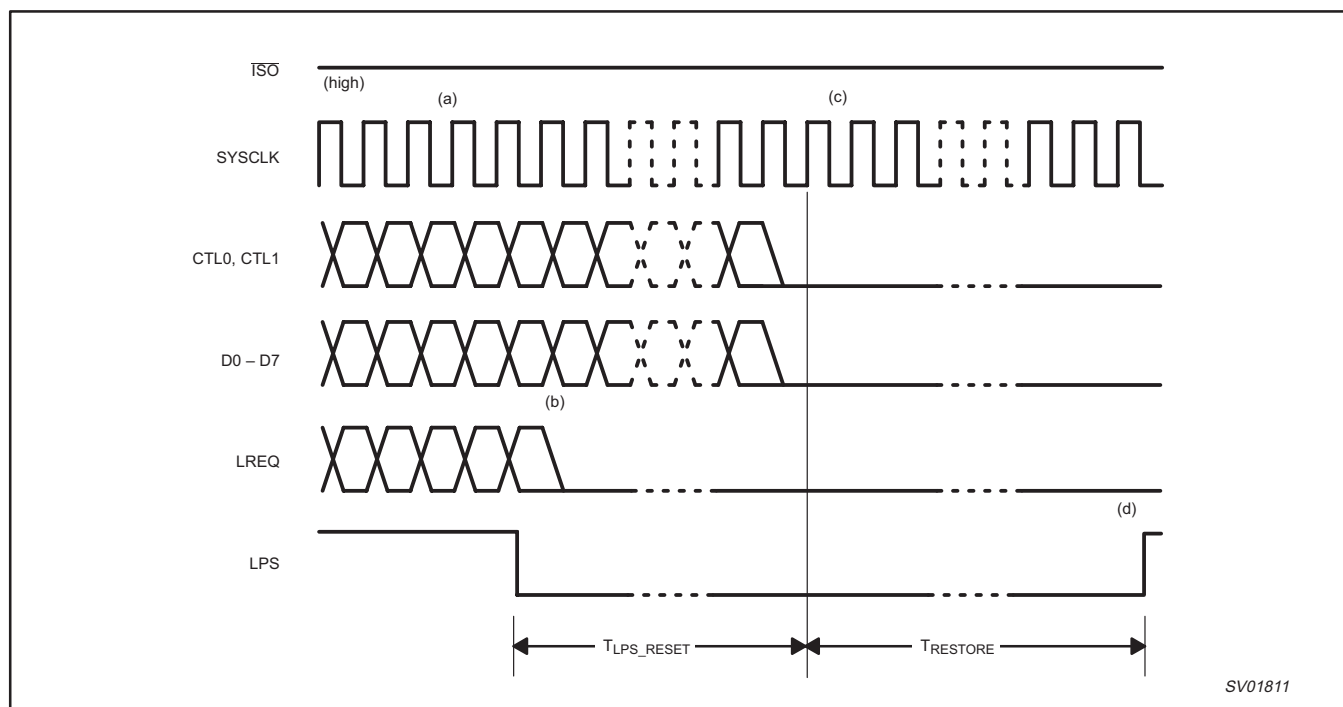 ISO
(high)
(a)
(c)
SYSCLK
CTL0, CTL1
D0 – D7
(b)
LREQ
(d)
LPS
TLPS_RESET
TRESTORE
SV01811